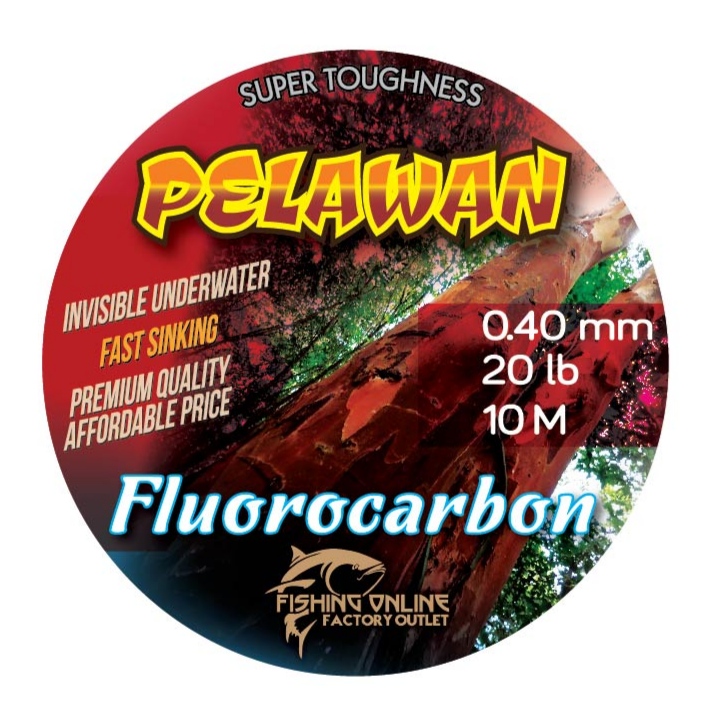 SUPER TOUGHNESS
PELAWAN
INVISIBLE UNDERWATER
FAST SINKING
PREMIUM QUALITY
AFFORDABLE PRICE
0.40 mm
20 lb
10 M
Fluorocarbon
FISHING ONLINE
FACTORY OUTLET